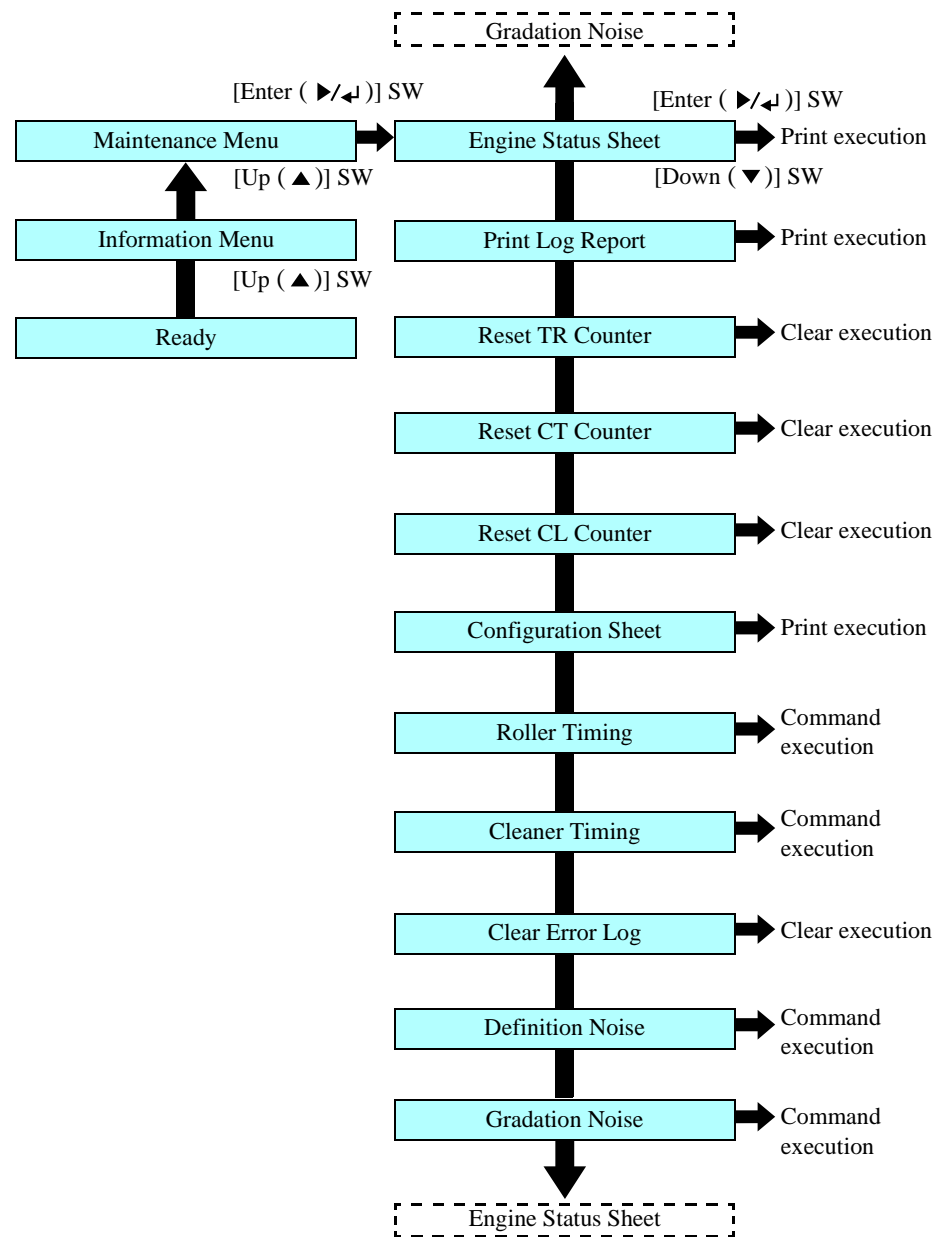 Gradation Noise
[Enter ( ▶/↵ )] SW
[Enter ( ▶/↵ )] SW
Maintenance Menu
Engine Status Sheet
Print execution
[Up ( ▲ )] SW
[Down ( ▼ )] SW
Information Menu
Print Log Report
Print execution
[Up ( ▲ )] SW
Ready
Reset TR Counter
Clear execution
Reset CT Counter
Clear execution
Reset CL Counter
Clear execution
Configuration Sheet
Print execution
Roller Timing
Command
execution
Cleaner Timing
Command
execution
Clear Error Log
Clear execution
Definition Noise
Command
execution
Gradation Noise
Command
execution
Engine Status Sheet